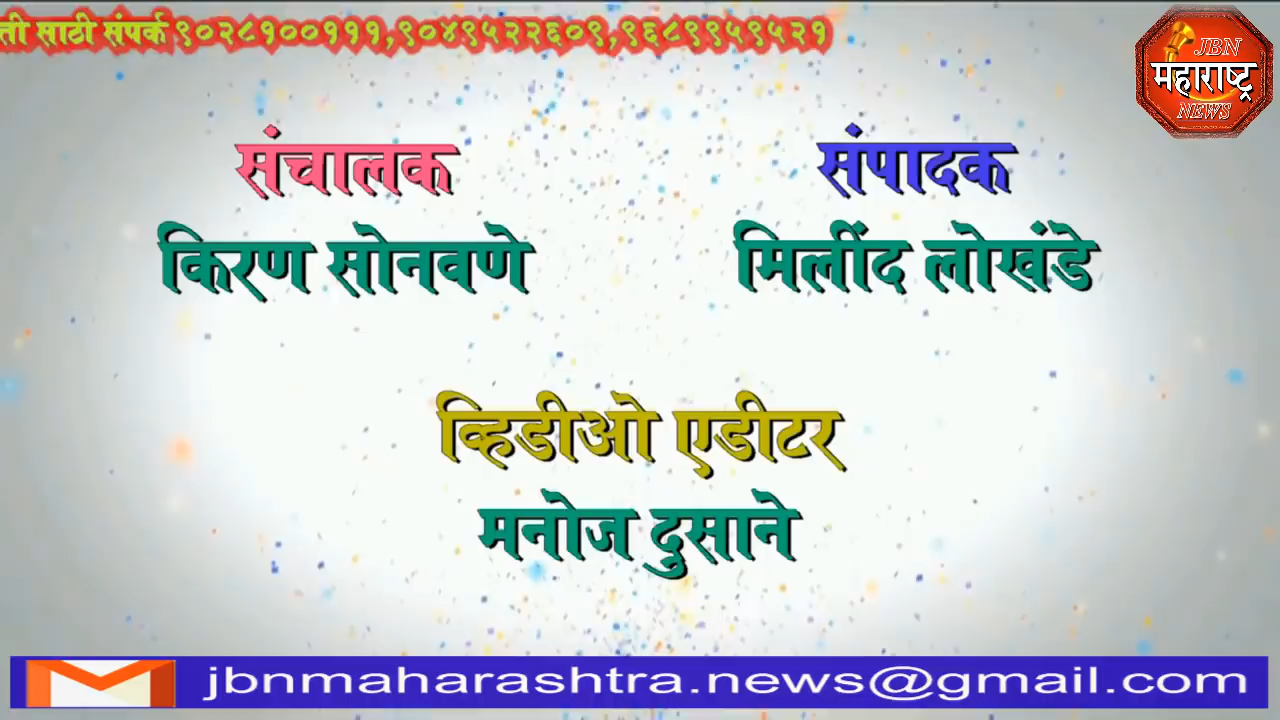 ती साठी संपर्क ९०२८१००१११,९०४९५२२६०९,९६८९९५९५२१
JBN
महाराष्ट्र
NEWS
संचालक
किरण सोनवणे
संपादक
मिलींद लोखंडे
व्हिडीओ एडीटर
मनोज दुसाने
jbnmaharashtra.news@gmail.com